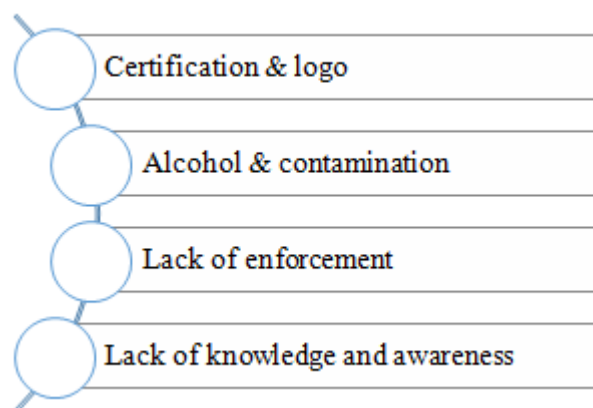 Certification & logo
Alcohol & contamination
Lack of enforcement
Lack of knowledge and awareness